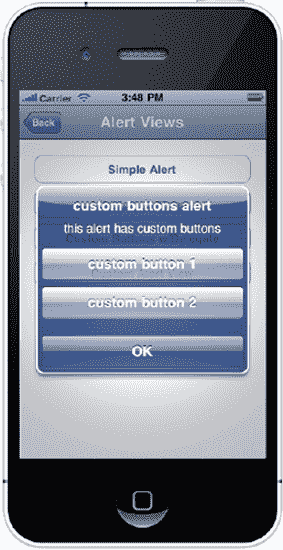 Carrier 3:48 PM
Back Alert Views
Simple Alert
custom buttons alert
this alert has custom buttons
custom button 1
custom button 2
OK